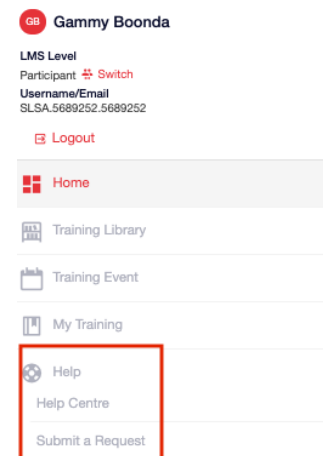 GB Gammy Boonda
LMS Level
Participant Switch
Username/Email
SLSA.5689252.5689252
Logout
Home
Training Library
Training Event
My Training
Help
Help Centre
Submit a Request